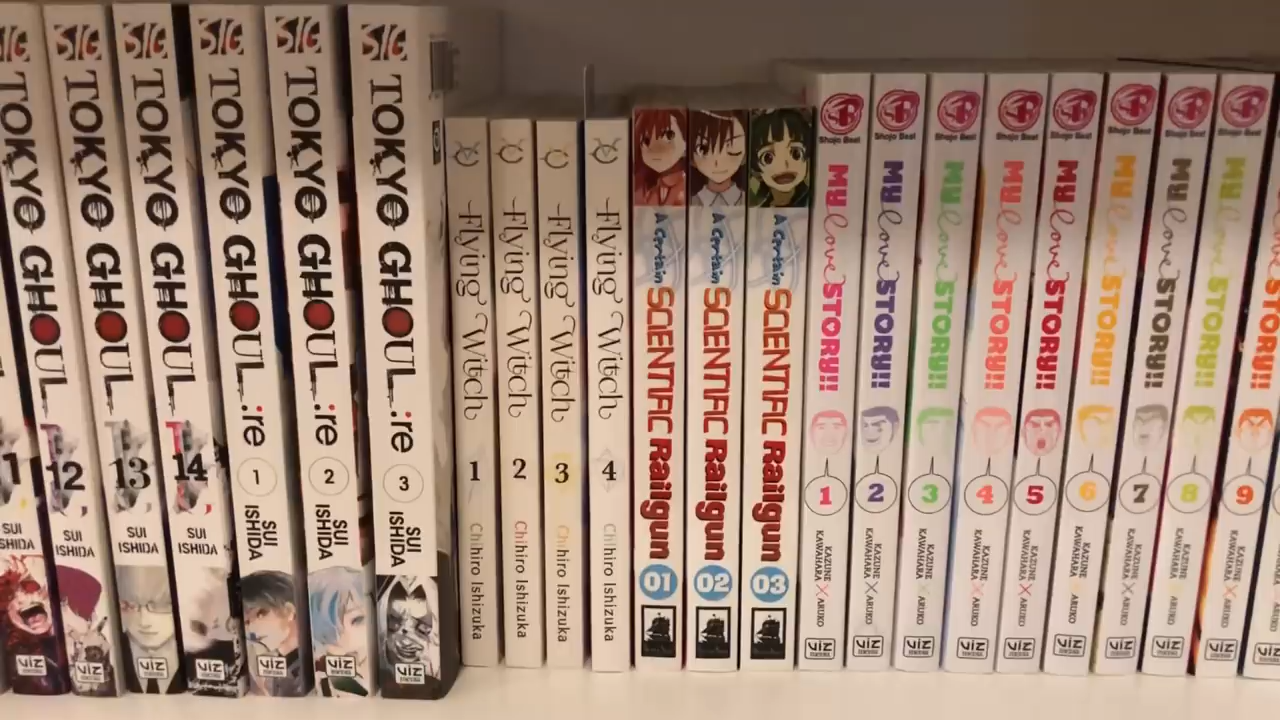 TOKYO GHOUL
1
SUI
ISHIDA
VIZ
TOKYO GHOUL
12
SUI
ISHIDA
VIZ
TOKYO GHOUL
13
SUI
ISHIDA
VIZ
TOKYO GHOUL
14
SUI
ISHIDA
VIZ
TOKYO GHOUL:re
1
SUI
ISHIDA
VIZ
TOKYO GHOUL:re
2
SUI
ISHIDA
VIZ
TOKYO GHOUL:re
3
SUI
ISHIDA
VIZ
Flying Witch
1
Chihiro Ishizuka
Flying Witch
2
Chihiro Ishizuka
Flying Witch
3
Chihiro Ishizuka
Flying Witch
4
Chihiro Ishizuka
A Certain SCIENTIFIC Railgun
01
A Certain SCIENTIFIC Railgun
02
A Certain SCIENTIFIC Railgun
03
Shojo Beat
MY love STORY!!
1
KAZUNE
KAWAHARA X ARUKO
VIZ
Shojo Beat
MY love STORY!!
2
KAZUNE
KAWAHARA X ARUKO
VIZ
Shojo Beat
MY love STORY!!
3
KAZUNE
KAWAHARA X ARUKO
VIZ
Shojo Beat
MY love STORY!!
4
KAZUNE
KAWAHARA X ARUKO
VIZ
Shojo Beat
MY love STORY!!
5
KAZUNE
KAWAHARA X ARUKO
VIZ
Shojo Beat
MY love STORY!!
6
KAZUNE
KAWAHARA X ARUKO
VIZ
Shojo Beat
MY love STORY!!
7
KAZUNE
KAWAHARA X ARUKO
VIZ
Shojo Beat
MY love STORY!!
8
KAZUNE
KAWAHARA X ARUKO
VIZ
Shojo Beat
MY love STORY!!
9
KAZUNE
KAWAHARA X ARUKO
VIZ